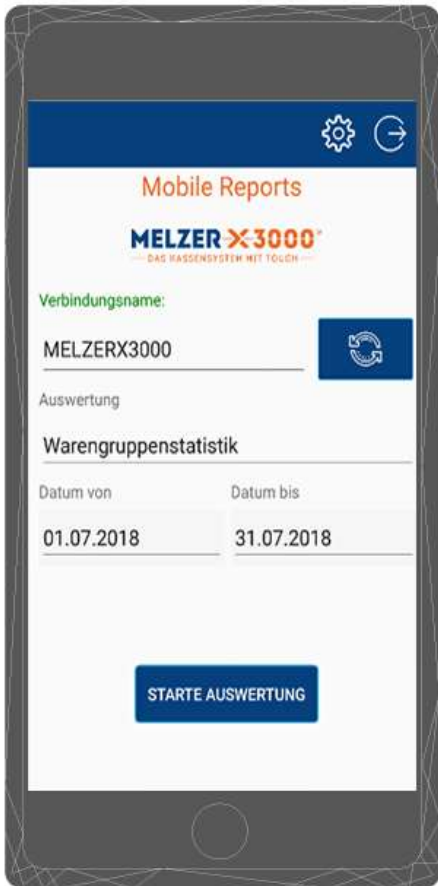 Mobile Reports
MELZER X3000®
DAS KASSENSYSTEM MIT TOUCH
Verbindungsname:
MELZERX3000
Auswertung
Warengruppenstatistik
Datum von Datum bis
01.07.2018 31.07.2018
STARTE AUSWERTUNG